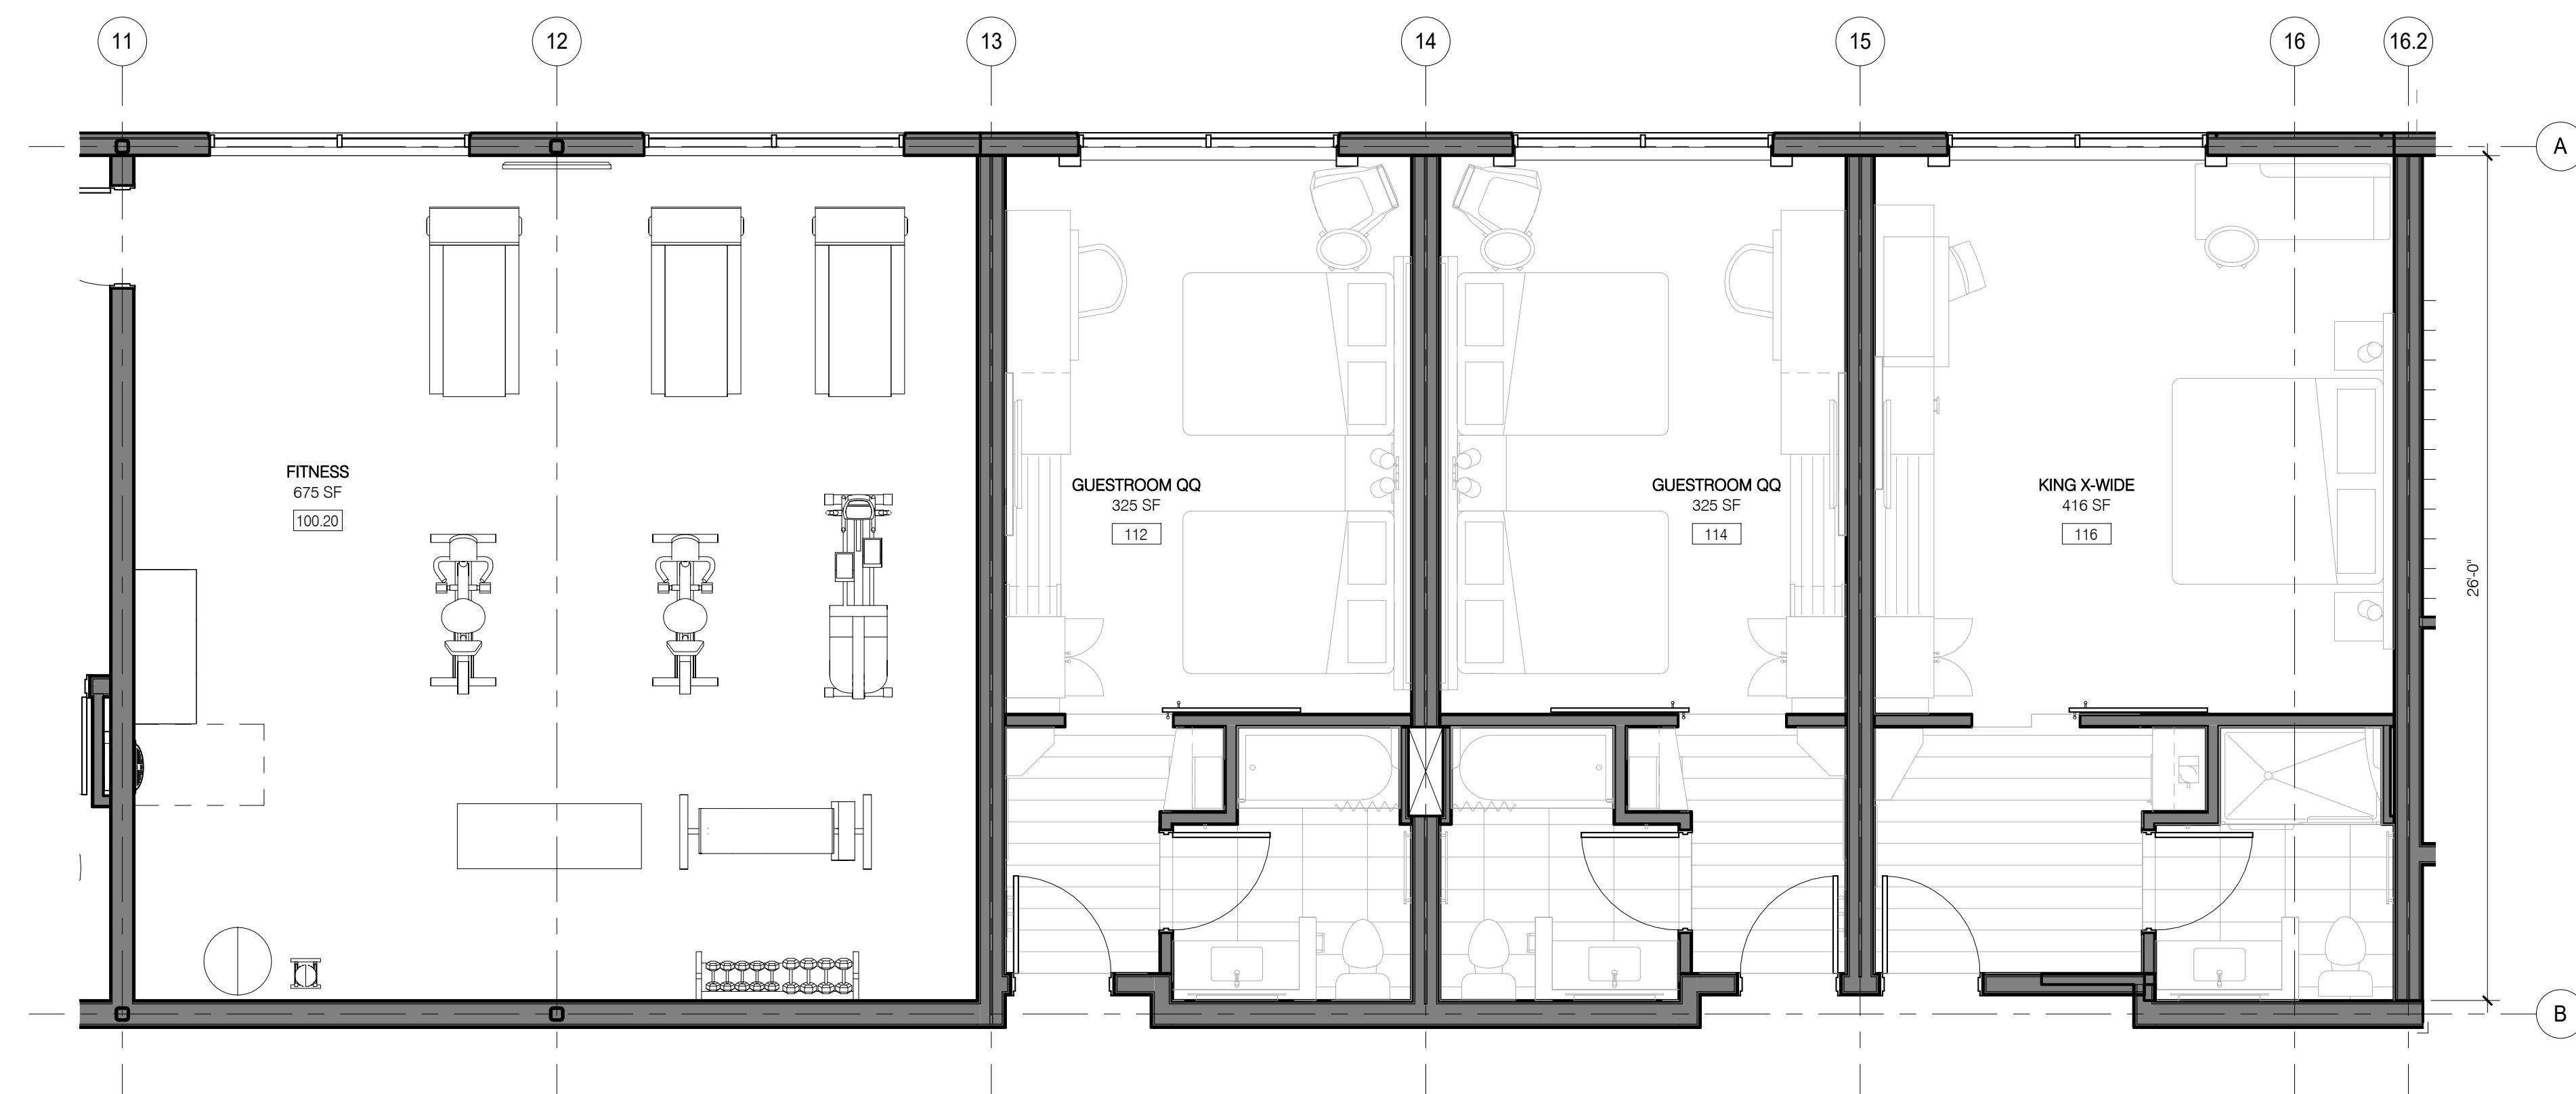 11
12
13
14
15
16
16.2
A
FITNESS
675 SF
100.20
GUESTROOM QQ
325 SF
112
GUESTROOM QQ
325 SF
114
KING X-WIDE
416 SF
116
26'-0"
B